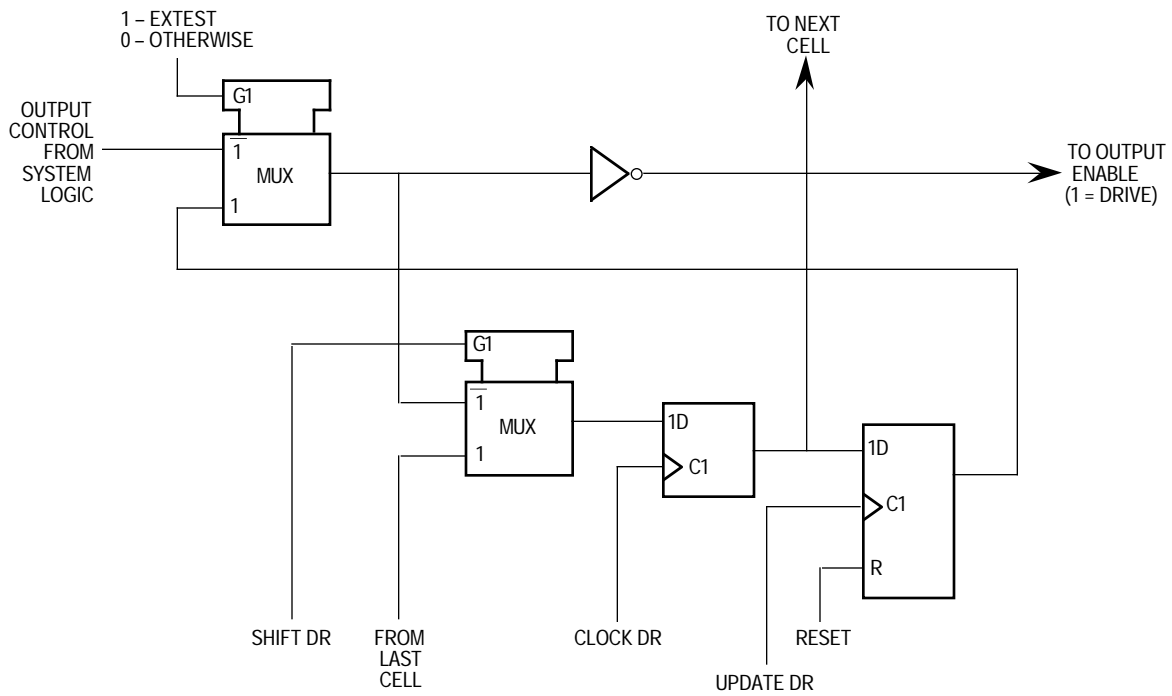 1 – EXTEST
0 – OTHERWISE
TO NEXT
CELL
G1
OUTPUT
CONTROL
FROM
SYSTEM
LOGIC
1
MUX
1
TO OUTPUT
ENABLE
(1 = DRIVE)
G1
1
MUX
1
1D
C1
1D
C1
R
SHIFT DR
FROM
LAST
CELL
CLOCK DR
RESET
UPDATE DR